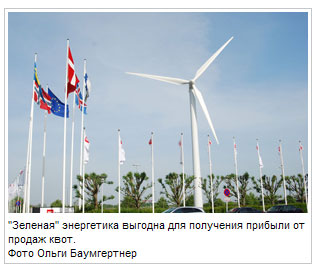 "Зеленая" энергетика выгодна для получения прибыли от
продаж квот.
Фото Ольги Баумгертнер